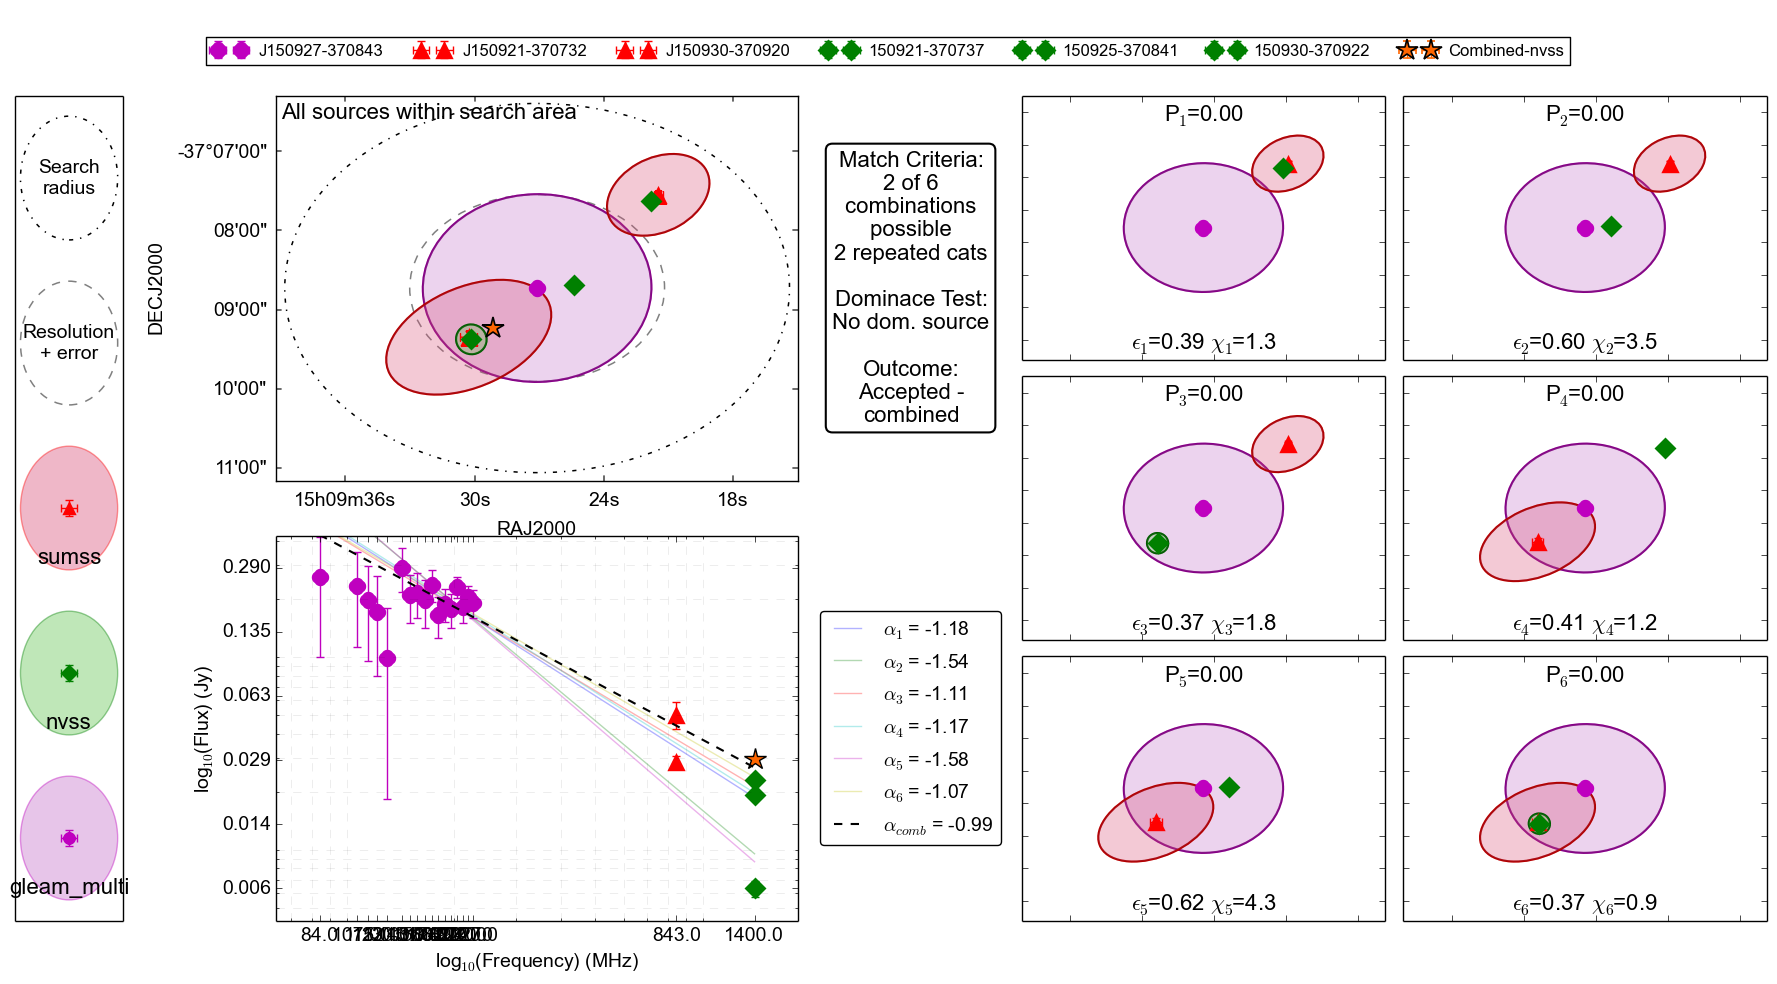 J150927-370843 J150921-370732 J150930-370920 150921-370737 150925-370841 150930-370922 Combined-nvss
Search
radius
Resolution
+ error
sumss
nvss
gleam_multi
All sources within search area
-37°07'00"
08'00"
09'00"
10'00"
11'00"
DECJ2000
15h09m36s 30s 24s 18s
RAJ2000
Match Criteria:
2 of 6
combinations
possible
2 repeated cats
Dominace Test:
No dom. source
Outcome:
Accepted -
combined
0.290
0.135
0.063
0.029
0.014
0.006
log10(Flux) (Jy)
84.0 843.0 1400.0
log10(Frequency) (MHz)
α1 = -1.18
α2 = -1.54
α3 = -1.11
α4 = -1.17
α5 = -1.58
α6 = -1.07
αcomb = -0.99
P1=0.00
ϵ1=0.39 χ1=1.3
P2=0.00
ϵ2=0.60 χ2=3.5
P3=0.00
ϵ3=0.37 χ3=1.8
P4=0.00
ϵ4=0.41 χ4=1.2
P5=0.00
ϵ5=0.62 χ5=4.3
P6=0.00
ϵ6=0.37 χ6=0.9